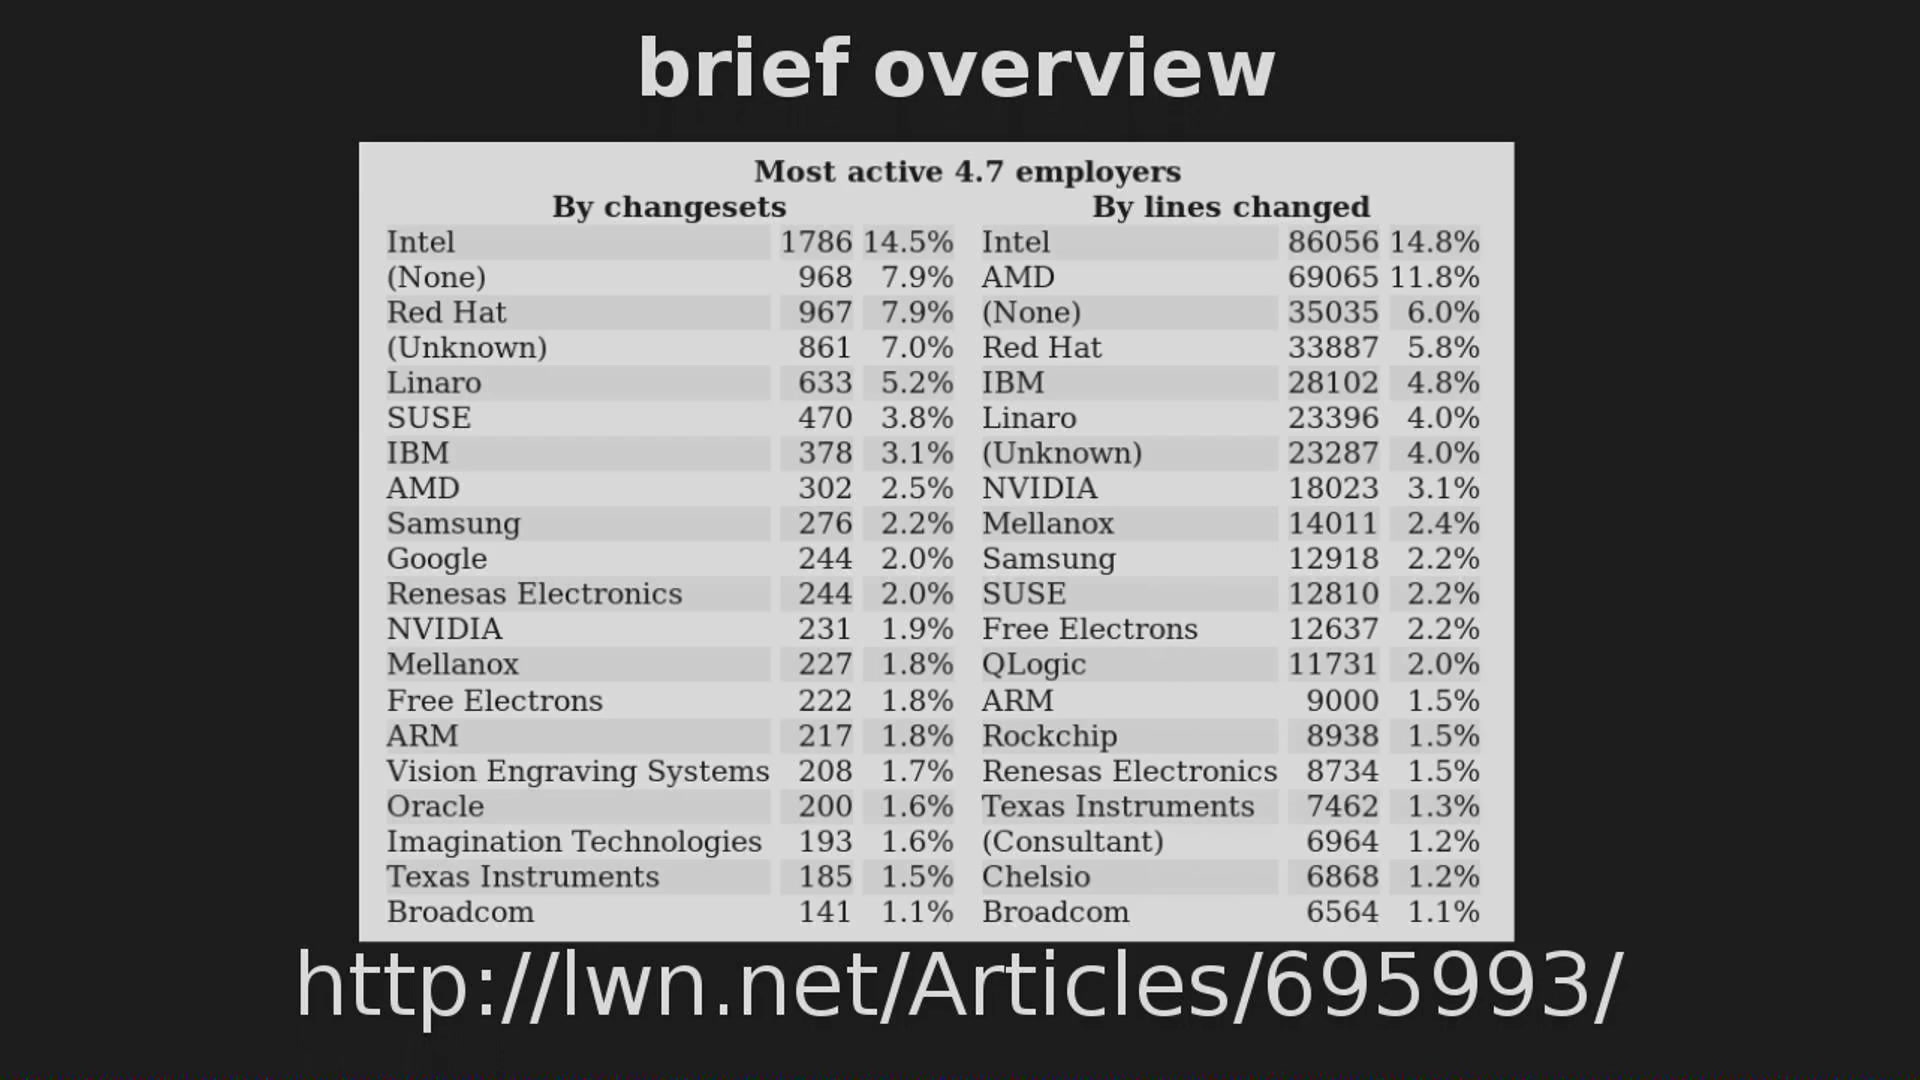 brief overview
Most active 4.7 employers
By changesets By lines changed
Intel 1786 14.5% Intel 86056 14.8%
(None) 968 7.9% AMD 69065 11.8%
Red Hat 967 7.9% (None) 35035 6.0%
(Unknown) 861 7.0% Red Hat 33887 5.8%
Linaro 633 5.2% IBM 28102 4.8%
SUSE 470 3.8% Linaro 23396 4.0%
IBM 378 3.1% (Unknown) 23287 4.0%
AMD 302 2.5% NVIDIA 18023 3.1%
Samsung 276 2.2% Mellanox 14011 2.4%
Google 244 2.0% Samsung 12918 2.2%
Renesas Electronics 244 2.0% SUSE 12810 2.2%
NVIDIA 231 1.9% Free Electrons 12637 2.2%
Mellanox 227 1.8% QLogic 11731 2.0%
Free Electrons 222 1.8% ARM 9000 1.5%
ARM 217 1.8% Rockchip 8938 1.5%
Vision Engraving Systems 208 1.7% Renesas Electronics 8734 1.5%
Oracle 200 1.6% Texas Instruments 7462 1.3%
Imagination Technologies 193 1.6% (Consultant) 6964 1.2%
Texas Instruments 185 1.5% Chelsio 6868 1.2%
Broadcom 141 1.1% Broadcom 6564 1.1%
http://lwn.net/Articles/695993/